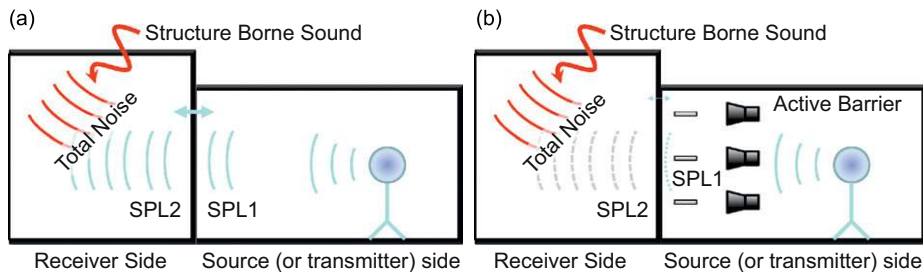 (a)
Structure Borne Sound
Total Noise
SPL2
SPL1
Receiver Side
Source (or transmitter) side
(b)
Structure Borne Sound
Active Barrier
Total Noise
SPL1
SPL2
Receiver Side
Source (or transmitter) side